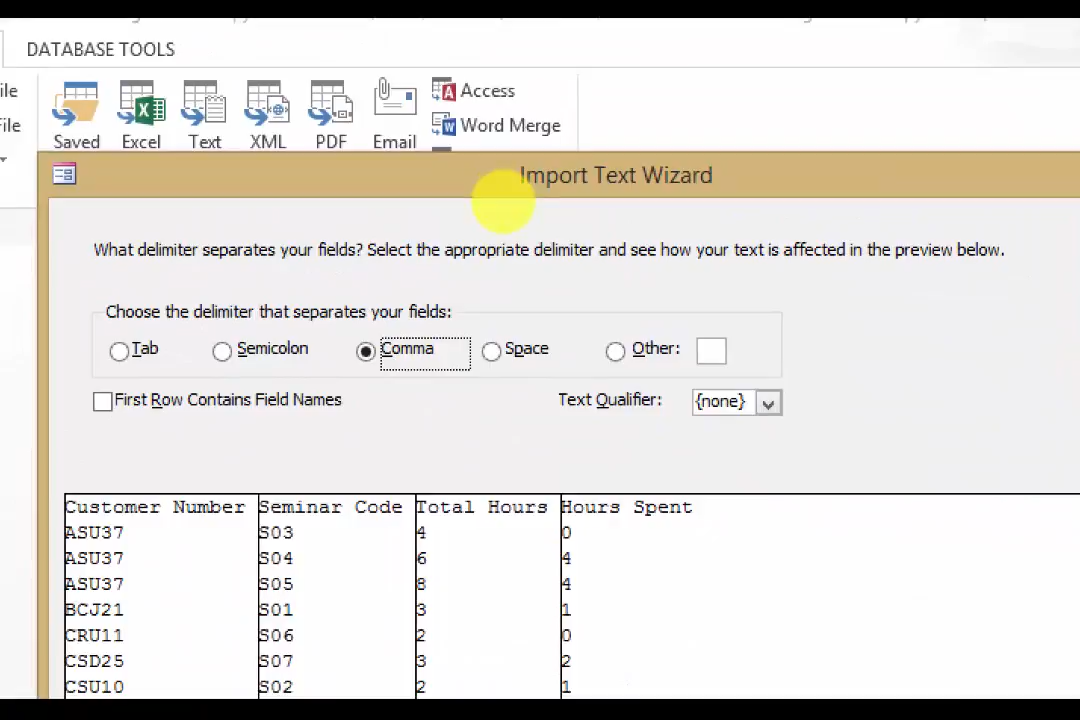 DATABASE TOOLS
ile
File
Saved Excel Text XML PDF Email
Access
Word Merge
Import Text Wizard
What delimiter separates your fields? Select the appropriate delimiter and see how your text is affected in the preview below.
Choose the delimiter that separates your fields:
Tab Semicolon Comma Space Other:
First Row Contains Field Names Text Qualifier: {none}
Customer Number Seminar Code Total Hours Hours Spent
ASU37 S03 4 0
ASU37 S04 6 4
ASU37 S05 8 4
BCJ21 S01 3 1
CRU11 S06 2 0
CSD25 S07 3 2
CSU10 S02 2 1